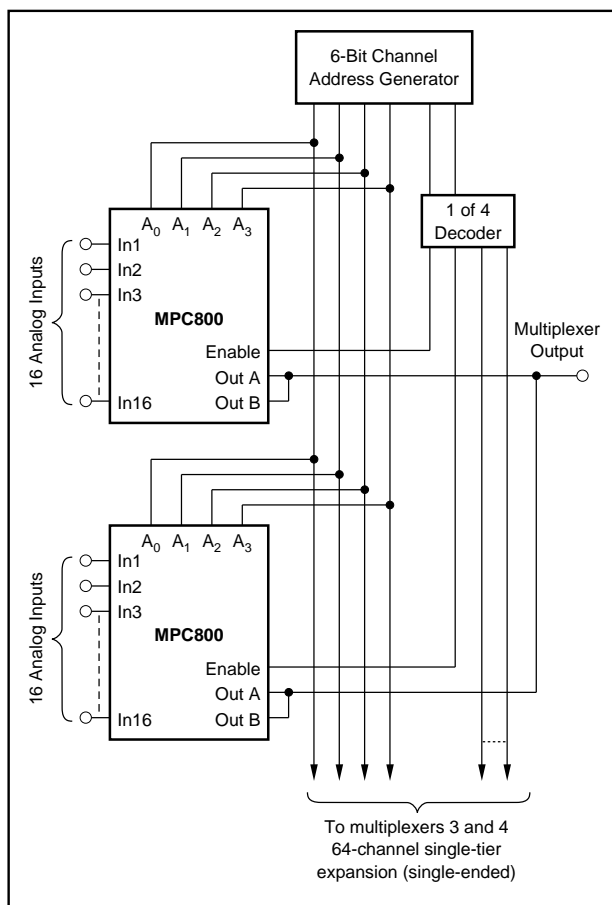 6-Bit Channel
Address Generator
1 of 4
Decoder
A0 A1 A2 A3
16 Analog Inputs
In1
In2
In3
In16
MPC800
Enable
Out A
Out B
Multiplexer
Output
A0 A1 A2 A3
16 Analog Inputs
In1
In2
In3
In16
MPC800
Enable
Out A
Out B
To multiplexers 3 and 4
64-channel single-tier
expansion (single-ended)